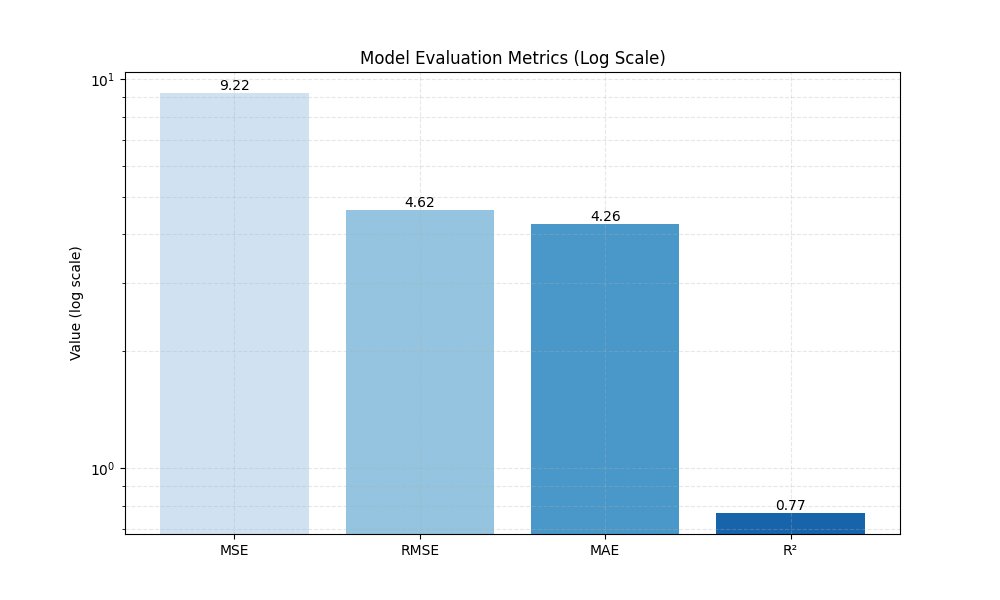 Model Evaluation Metrics (Log Scale)
Value (log scale)
10¹
10⁰
9.22
4.62
4.26
0.77
MSE
RMSE
MAE
R²